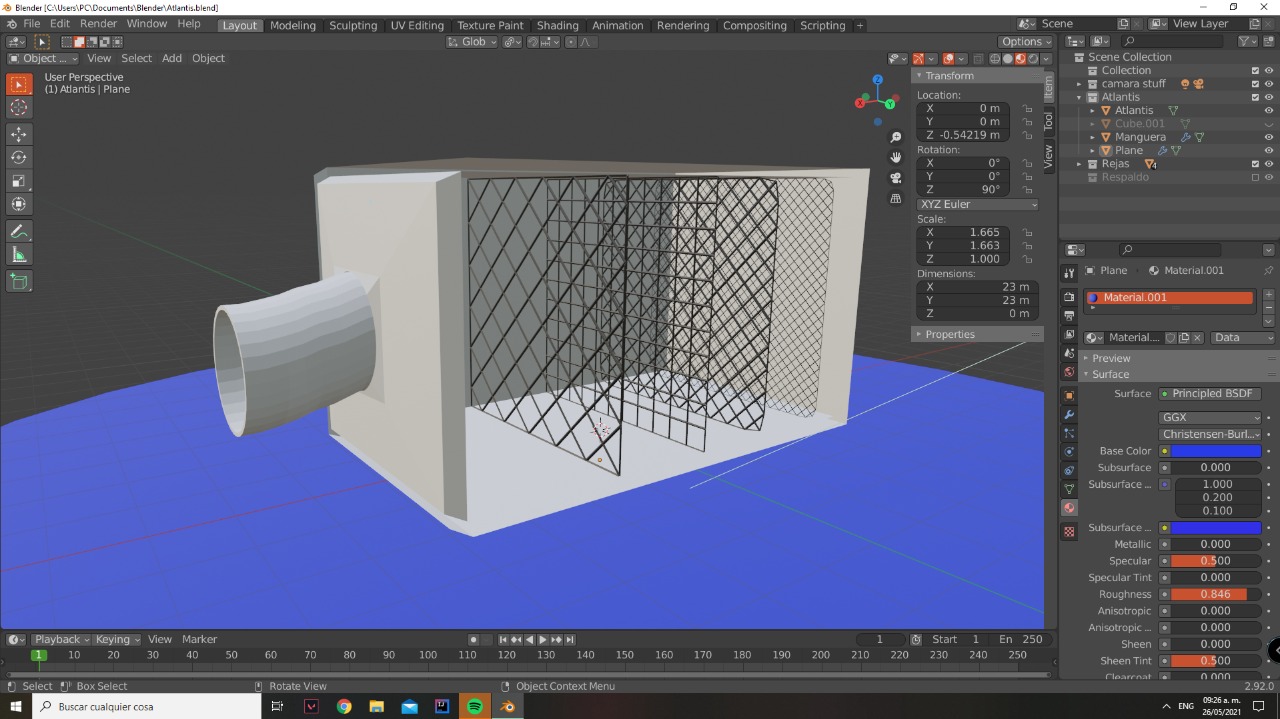 Blender [C:\Users\PC\Documents\Blender\Atlantis.blend]
File Edit Render Window Help
Layout Modeling Sculpting UV Editing Texture Paint Shading Animation Rendering Compositing Scripting +
Scene
View Layer
Glob
Options
Object ...
View Select Add Object
User Perspective
(1) Atlantis | Plane
Z
X
Y
Item
Tool
View
Transform
Location:
X 0 m
Y 0 m
Z -0.54219 m
Rotation:
X 0°
Y 0°
Z 90°
XYZ Euler
Scale:
X 1.665
Y 1.663
Z 1.000
Dimensions:
X 23 m
Y 23 m
Z 0 m
Properties
Scene Collection
Collection
camara stuff
Atlantis
Atlantis
Cube.001
Manguera
Plane
Rejas
Respaldo
Plane Material.001
Material.001
Material....
Data
Preview
Surface
Surface Principled BSDF
GGX
Christensen-Burl...
Base Color
Subsurface 0.000
Subsurface ... 1.000
0.200
0.100
Subsurface ...
Metallic 0.000
Specular 0.500
Specular Tint 0.000
Roughness 0.846
Anisotropic 0.000
Anisotropic ... 0.000
Sheen 0.000
Sheen Tint 0.500
Clearcoat 0.000
Playback Keying View Marker
1 Start 1 En 250
1 10 20 30 40 50 60 70 80 90 100 110 120 130 140 150 160 170 180 190 200 210 220 230 240 250
Select Box Select Rotate View Object Context Menu 2.92.0
Buscar cualquier cosa
ENG
09:26 a. m.
26/05/2021